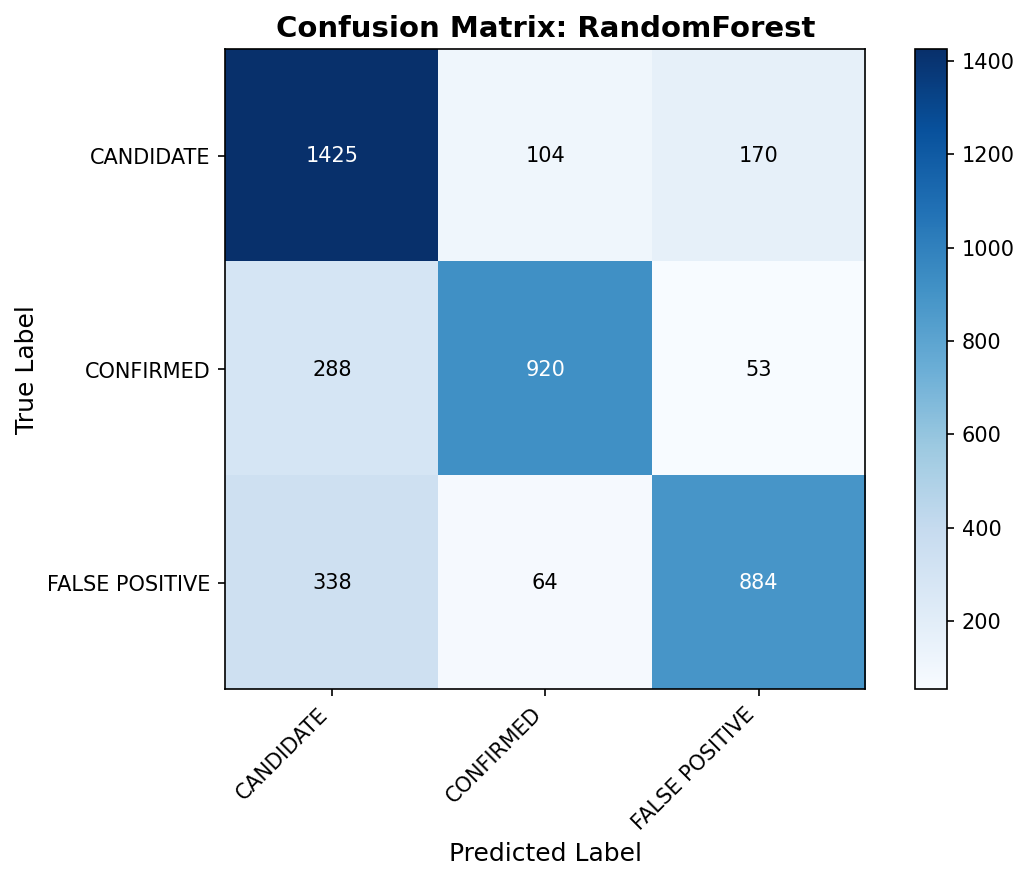 Confusion Matrix: RandomForest
True Label
CANDIDATE
CONFIRMED
FALSE POSITIVE
1425 104 170
288 920 53
338 64 884
CANDIDATE
CONFIRMED
FALSE POSITIVE
Predicted Label
1400
1200
1000
800
600
400
200